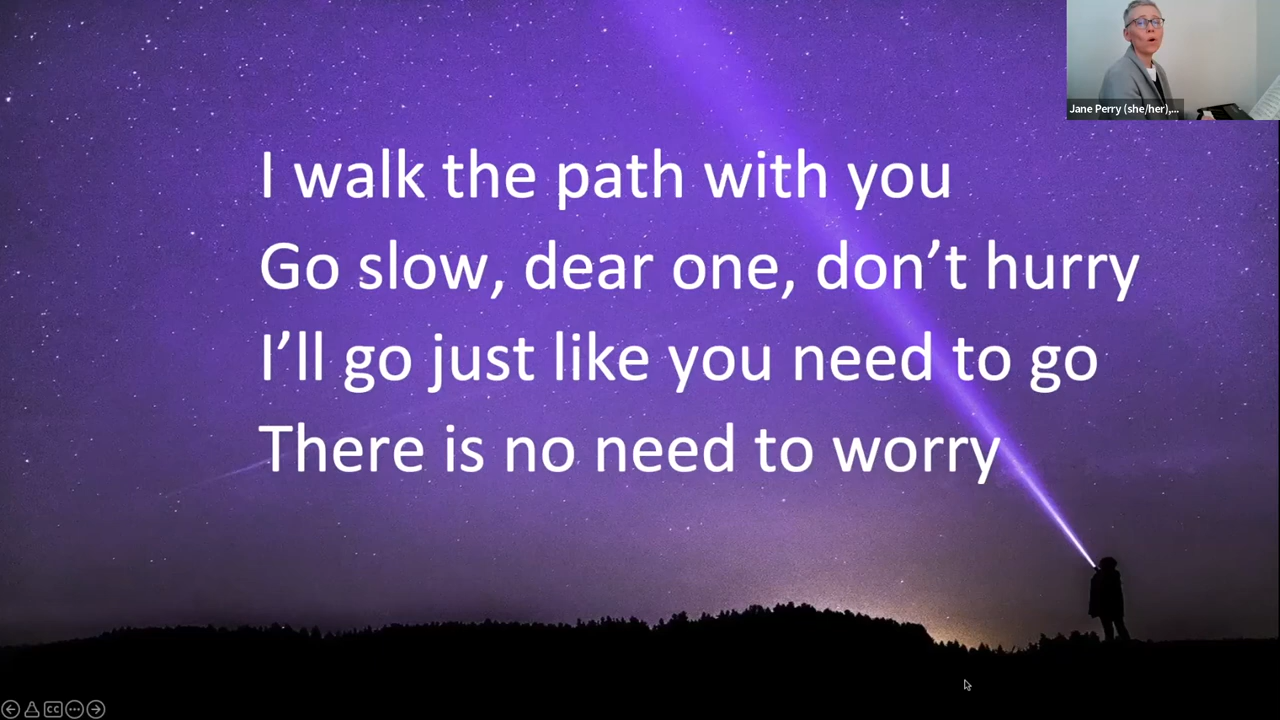 Jane Perry (she/her),...
I walk the path with you
Go slow, dear one, don’t hurry
I’ll go just like you need to go
There is no need to worry
CC